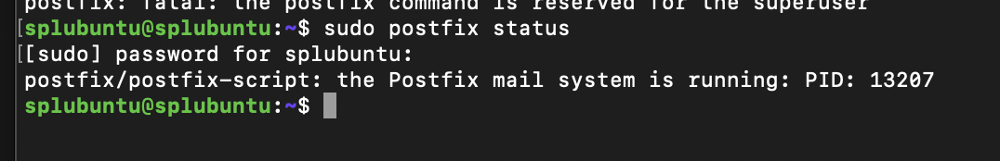 postfix: fatal: the postfix command is reserved for the superuser
[splubuntu@splubuntu:~$ sudo postfix status
[[sudo] password for splubuntu:
postfix/postfix-script: the Postfix mail system is running: PID: 13207
splubuntu@splubuntu:~$